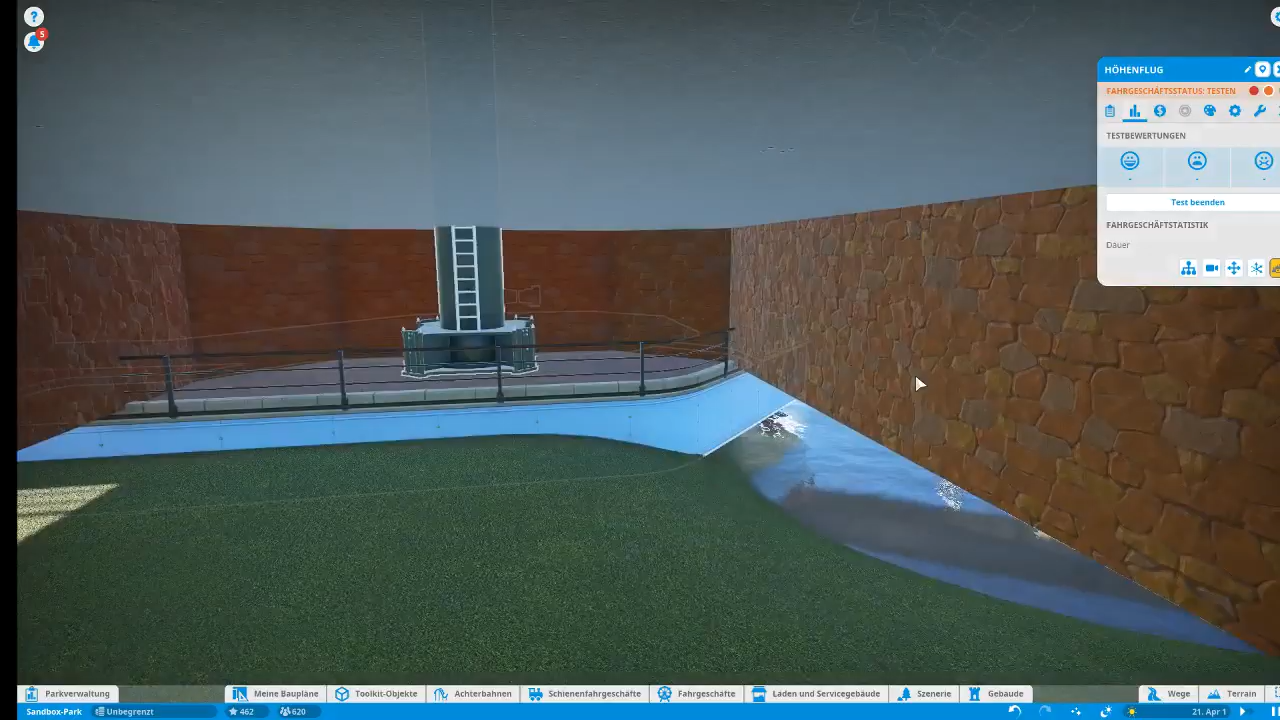 ?
5
HÖHENFLUG
FAHRGESCHÄFTSSTATUS: TESTEN
TESTBEWERTUNGEN
- - -
Test beenden
FAHRGESCHÄFTSTATISTIK
Dauer
Parkverwaltung
Meine Baupläne
Toolkit-Objekte
Achterbahnen
Schienenfahrgeschäfte
Fahrgeschäfte
Läden und Servicegebäude
Szenerie
Gebäude
Wege
Terrain
Sandbox-Park
Unbegrenzt
462
620
21. Apr 1